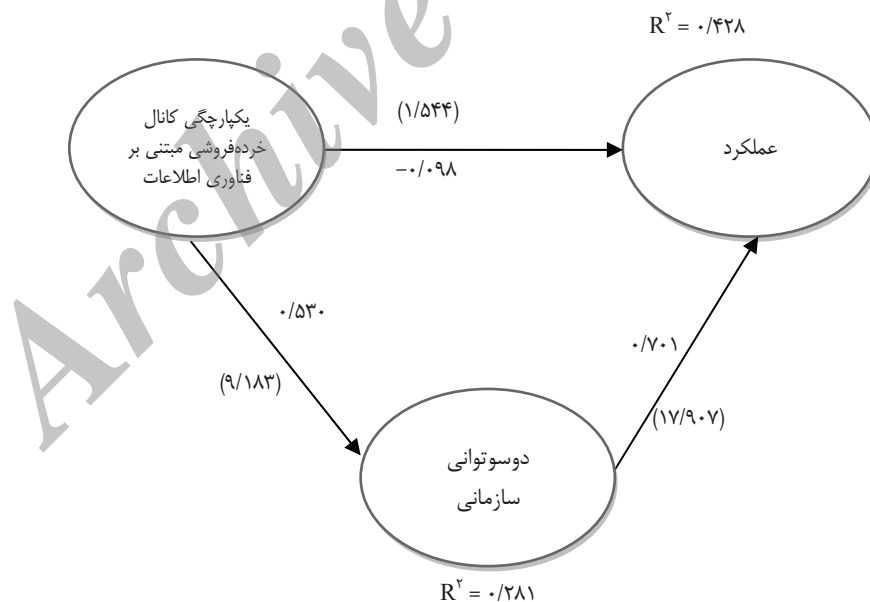 R² = ۰/۴۲۸
یکپارچگی کانال
خرده‌فروشی مبتنی بر
فناوری اطلاعات
(۱/۵۴۴)
−۰/۰۹۸
عملکرد
۰/۵۳۰
(۹/۱۸۳)
۰/۷۰۱
(۱۷/۹۰۷)
دوسوتوانی
سازمانی
R² = ۰/۲۸۱
Archive